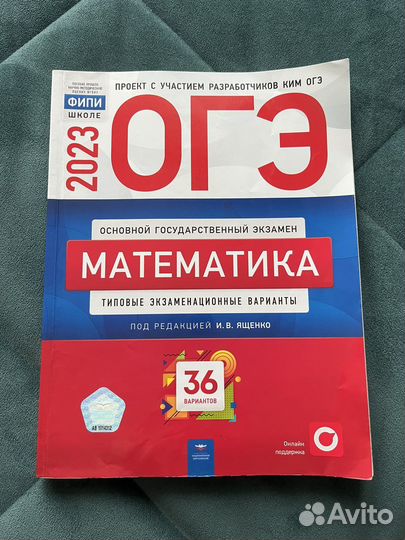 ПРОЕКТ С УЧАСТИЕМ РАЗРАБОТЧИКОВ КИМ ОГЭ
ФИПИ
ШКОЛЕ
2023
ОГЭ
ОСНОВНОЙ ГОСУДАРСТВЕННЫЙ ЭКЗАМЕН
МАТЕМАТИКА
ТИПОВЫЕ ЭКЗАМЕНАЦИОННЫЕ ВАРИАНТЫ
ПОД РЕДАКЦИЕЙ И. В. ЯЩЕНКО
36
ВАРИАНТОВ
Онлайн
поддержка
Avito